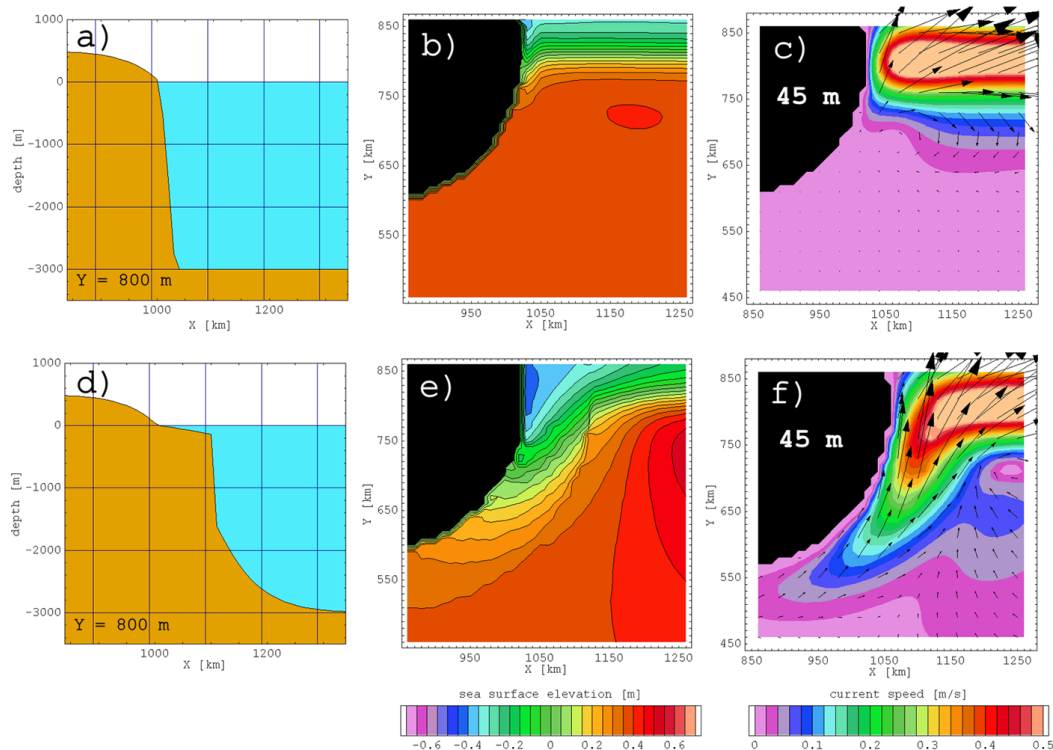 a)
1000
0
-1000
-2000
-3000
depth [m]
Y = 800 m
1000
1200
X [km]
b)
850
750
650
550
Y [km]
950
1050
1150
1250
X [km]
c)
45 m
850
750
650
550
450
Y [km]
850
950
1050
1150
1250
X [km]
d)
1000
0
-1000
-2000
-3000
depth [m]
Y = 800 m
1000
1200
X [km]
e)
850
750
650
550
Y [km]
950
1050
1150
1250
X [km]
f)
45 m
850
750
650
550
450
Y [km]
850
950
1050
1150
1250
X [km]
sea surface elevation [m]
-0.6 -0.4 -0.2 0 0.2 0.4 0.6
current speed [m/s]
0 0.1 0.2 0.3 0.4 0.5